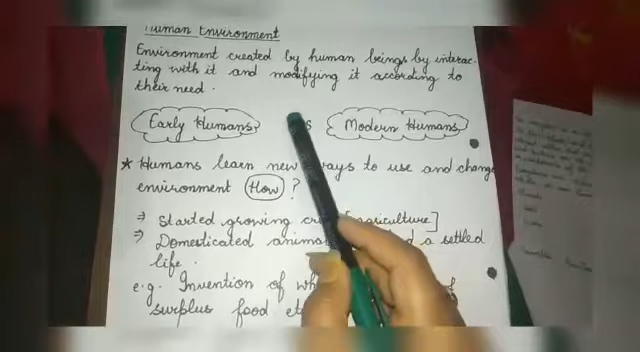 Human Environment
Environment created by human beings by interac-
ting with it and modifying it according to
their need.
Early Humans Modern Humans
* Humans learn new ways to use and change
environment How ?
⇒ Started growing [agriculture]
⇒ Domesticated a settled
life.
e.g. Invention of of
surplus food